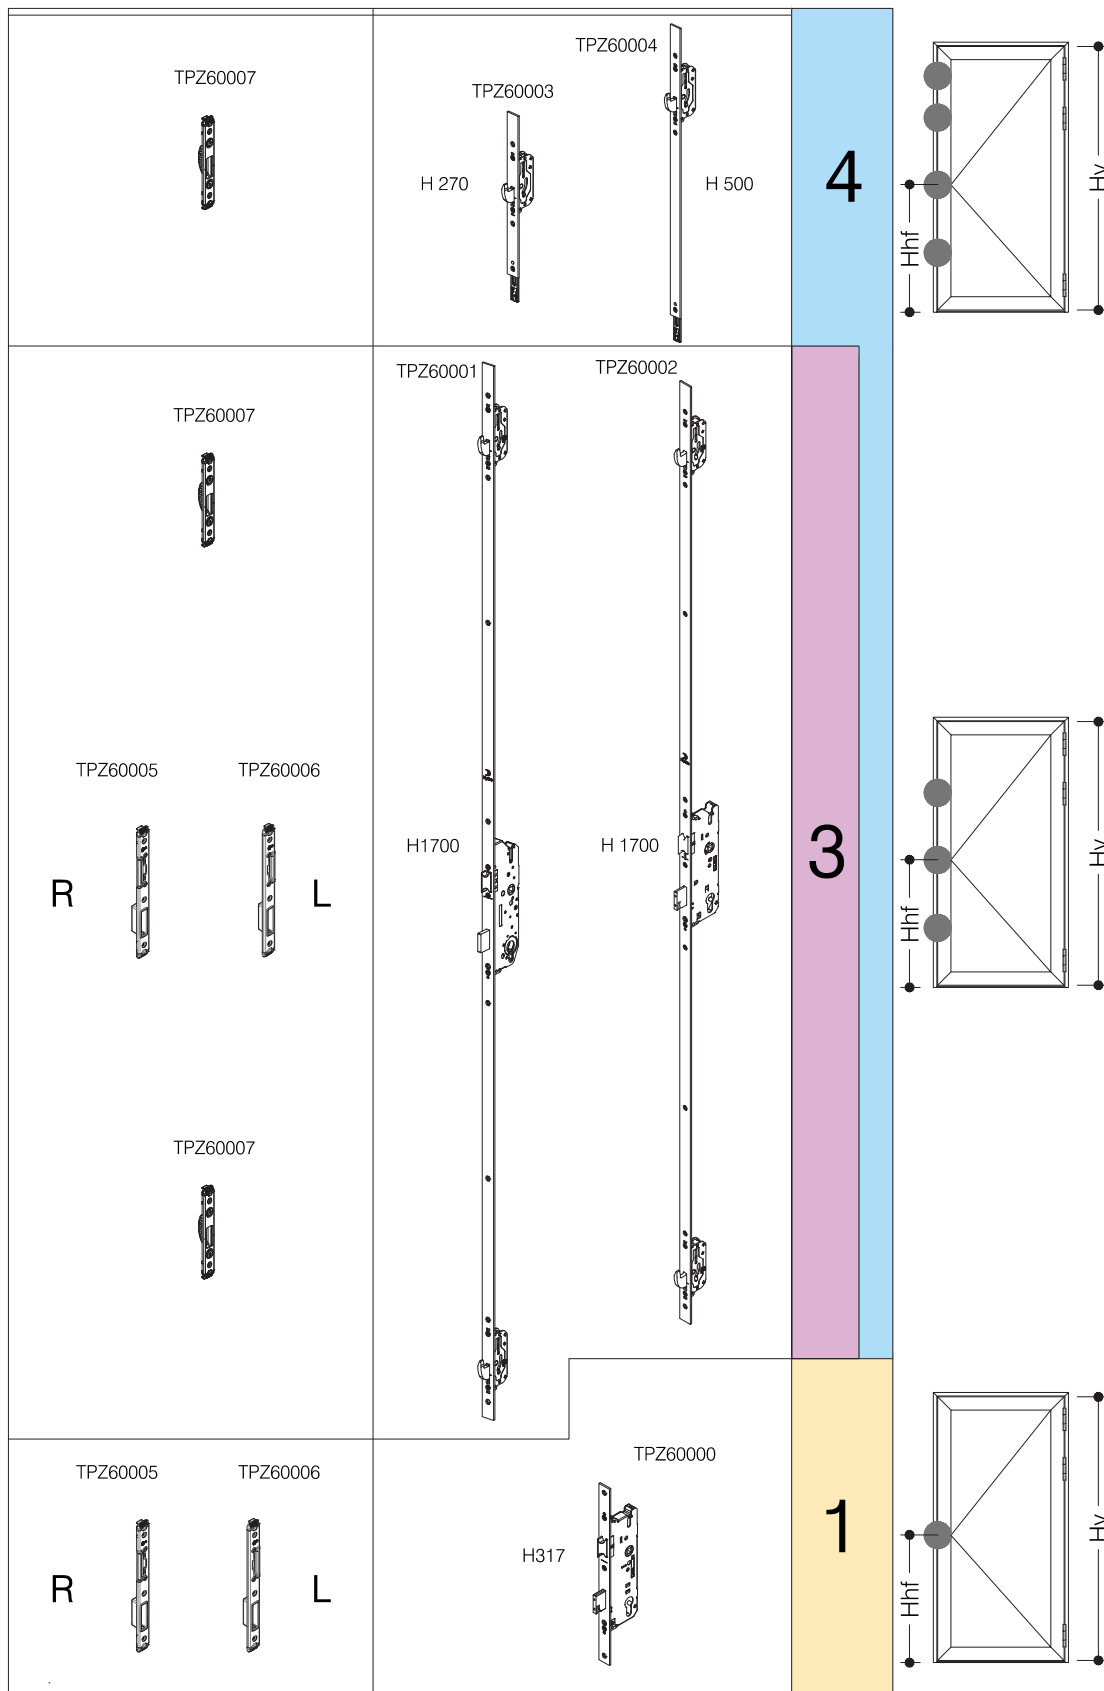 TPZ60004
TPZ60007
TPZ60003
H 270
H 500
4
Hv
Hhf
TPZ60001
TPZ60002
TPZ60007
TPZ60005
TPZ60006
H1700
H 1700
3
R
L
Hv
Hhf
TPZ60007
TPZ60000
TPZ60005
TPZ60006
H317
1
R
L
Hv
Hhf